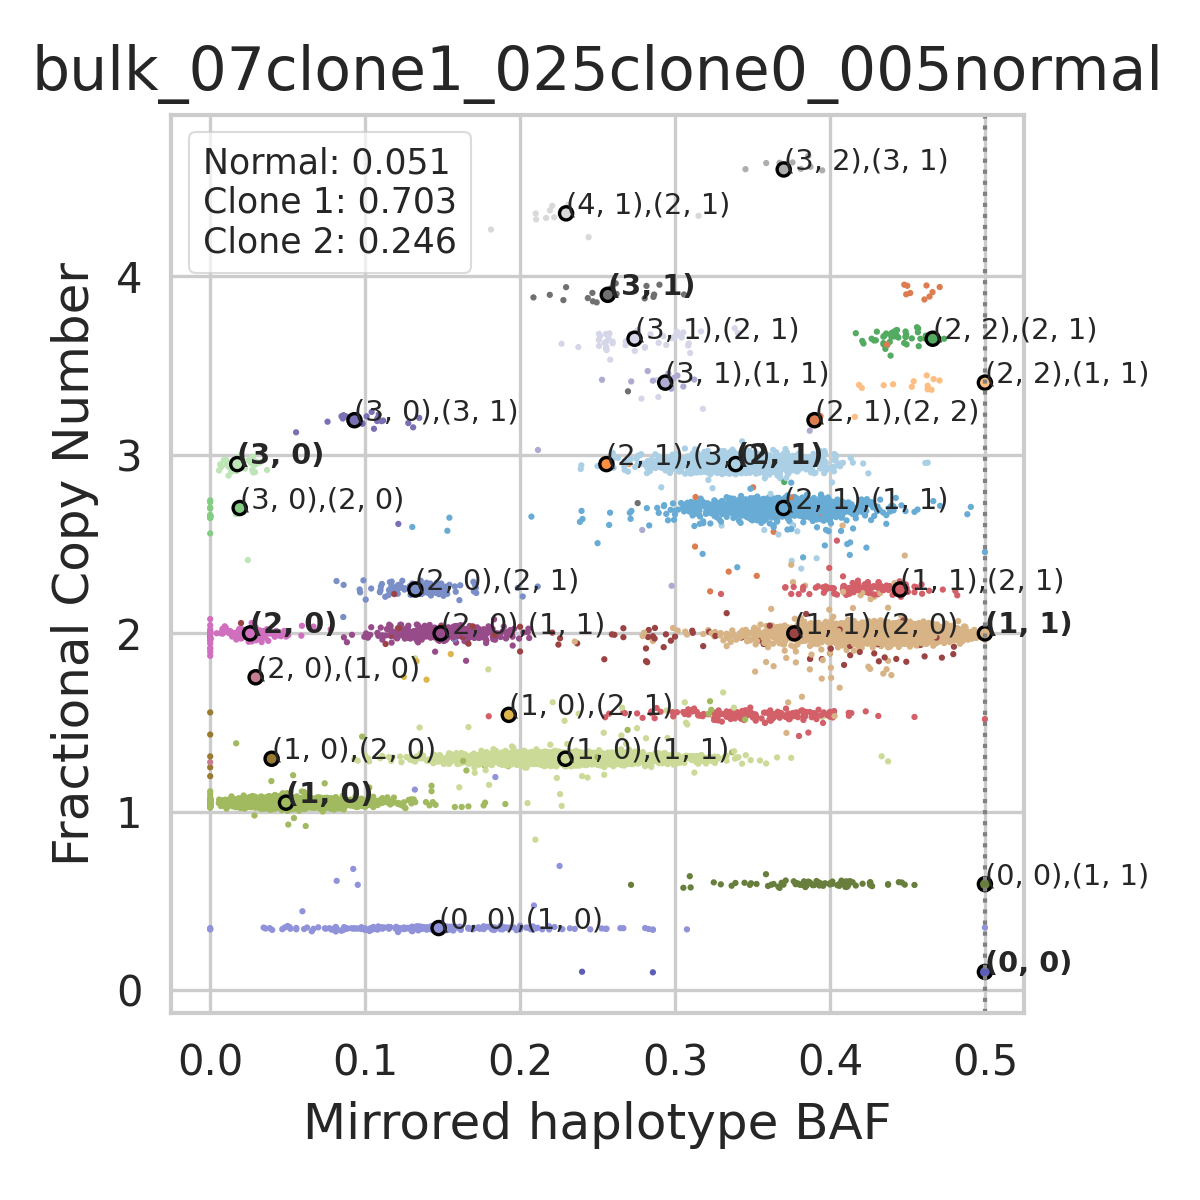 bulk_07clone1_025clone0_005normal
Normal: 0.051
Clone 1: 0.703
Clone 2: 0.246
(3, 2),(3, 1)
(4, 1),(2, 1)
(3, 1)
(3, 1),(2, 1)
(2, 2),(2, 1)
(3, 1),(1, 1)
(2, 2),(1, 1)
(3, 0),(3, 1)
(2, 1),(2, 2)
(3, 0)
(2, 1),(3, 0)
(2, 1)
(3, 0),(2, 0)
(2, 1),(1, 1)
(2, 0),(2, 1)
(1, 1),(2, 1)
(2, 0)
(2, 0),(1, 1)
(1, 1),(2, 0)
(1, 1)
(2, 0),(1, 0)
(1, 0),(2, 1)
(1, 0),(2, 0)
(1, 0),(1, 1)
(1, 0)
(0, 0),(1, 1)
(0, 0),(1, 0)
(0, 0)
4
3
2
1
0
Fractional Copy Number
0.0 0.1 0.2 0.3 0.4 0.5
Mirrored haplotype BAF